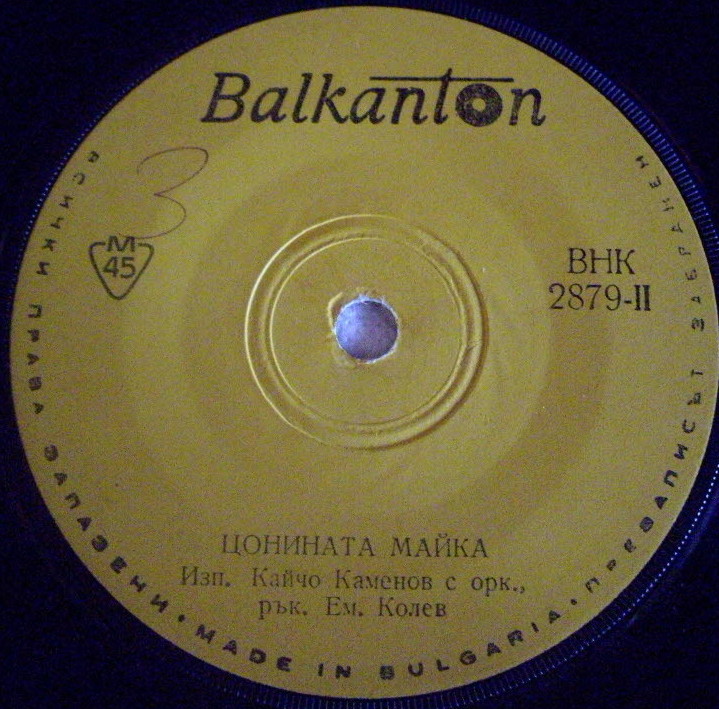 Balkanton
3
M
45
ВНК
2879-II
ЦОНИНАТА МАЙКА
Изп. Кайчо Каменов с орк.,
рък. Ем. Колев
ВСИЧКИ ПРАВА ЗАПАЗЕНИ • MADE IN BULGARIA • ПРЕЗАПИСЪТ ЗАБРАНЕН